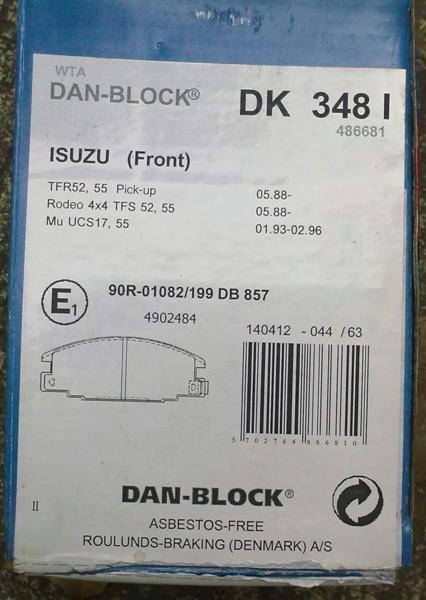 WTA
DAN-BLOCK® DK 348 I
486681
ISUZU (Front)
TFR52, 55 Pick-up 05.88-
Rodeo 4x4 TFS 52, 55 05.88-
Mu UCS17, 55 01.93-02.96
E1 90R-01082/199 DB 857
4902484
140412 - 044 / 63
5 702764 866810
II
DAN-BLOCK®
ASBESTOS-FREE
ROULUNDS-BRAKING (DENMARK) A/S